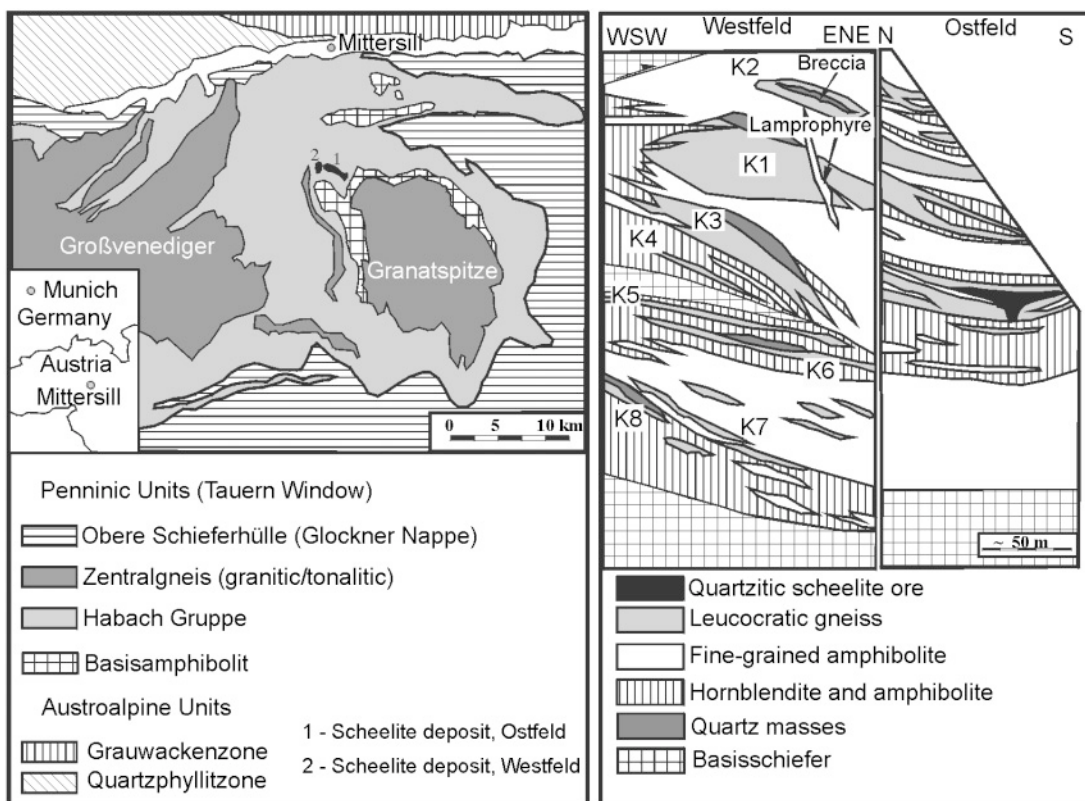 Mittersill
2 1
Großvenediger
Granatspitze
Munich
Germany
Austria
Mittersill
0 5 10 km
Penninic Units (Tauern Window)
Obere Schieferhülle (Glockner Nappe)
Zentralgneis (granitic/tonalitic)
Habach Gruppe
Basisamphibolit
Austroalpine Units
Grauwackenzone
Quartzphyllitzone
1 - Scheelite deposit, Ostfeld
2 - Scheelite deposit, Westfeld
Westfeld
WSW ENE
Ostfeld
N S
K2
Breccia
Lamprophyre
K1
K3
K4
K5
K6
K7
K8
~ 50 m
Quartzitic scheelite ore
Leucocratic gneiss
Fine-grained amphibolite
Hornblendite and amphibolite
Quartz masses
Basisschiefer